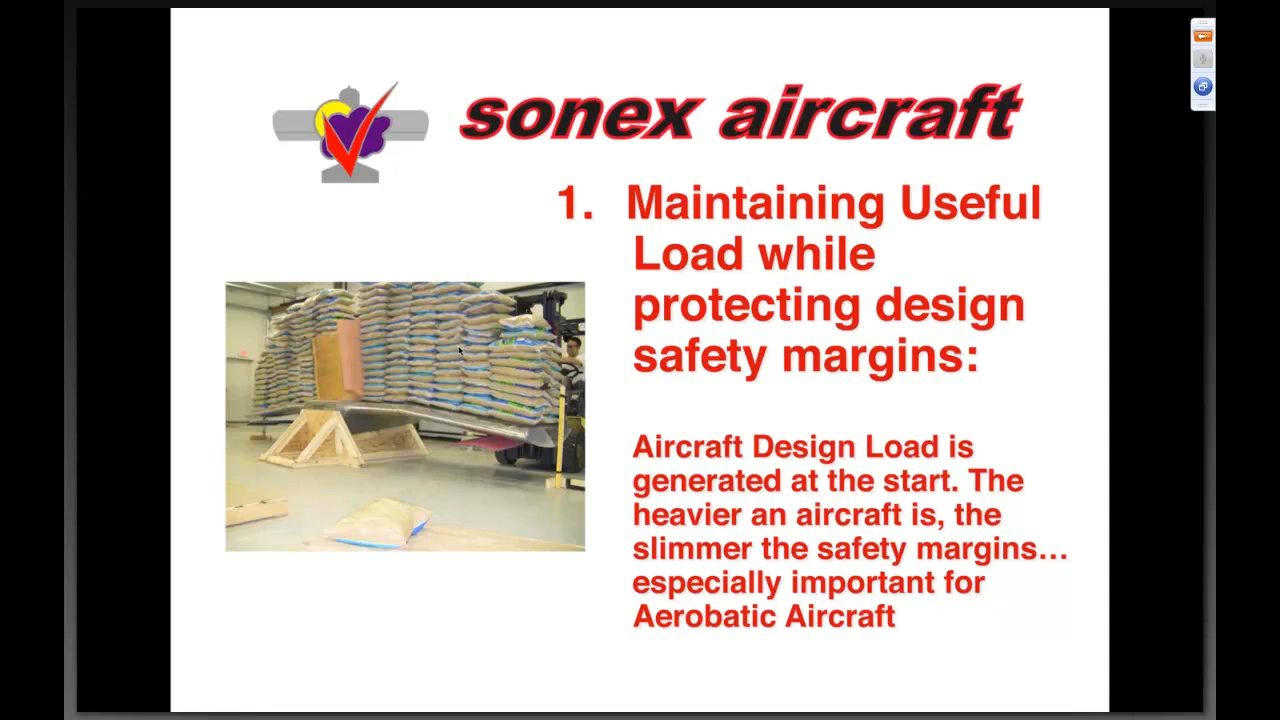 sonex aircraft
1. Maintaining Useful
Load while
protecting design
safety margins:
Aircraft Design Load is
generated at the start. The
heavier an aircraft is, the
slimmer the safety margins…
especially important for
Aerobatic Aircraft